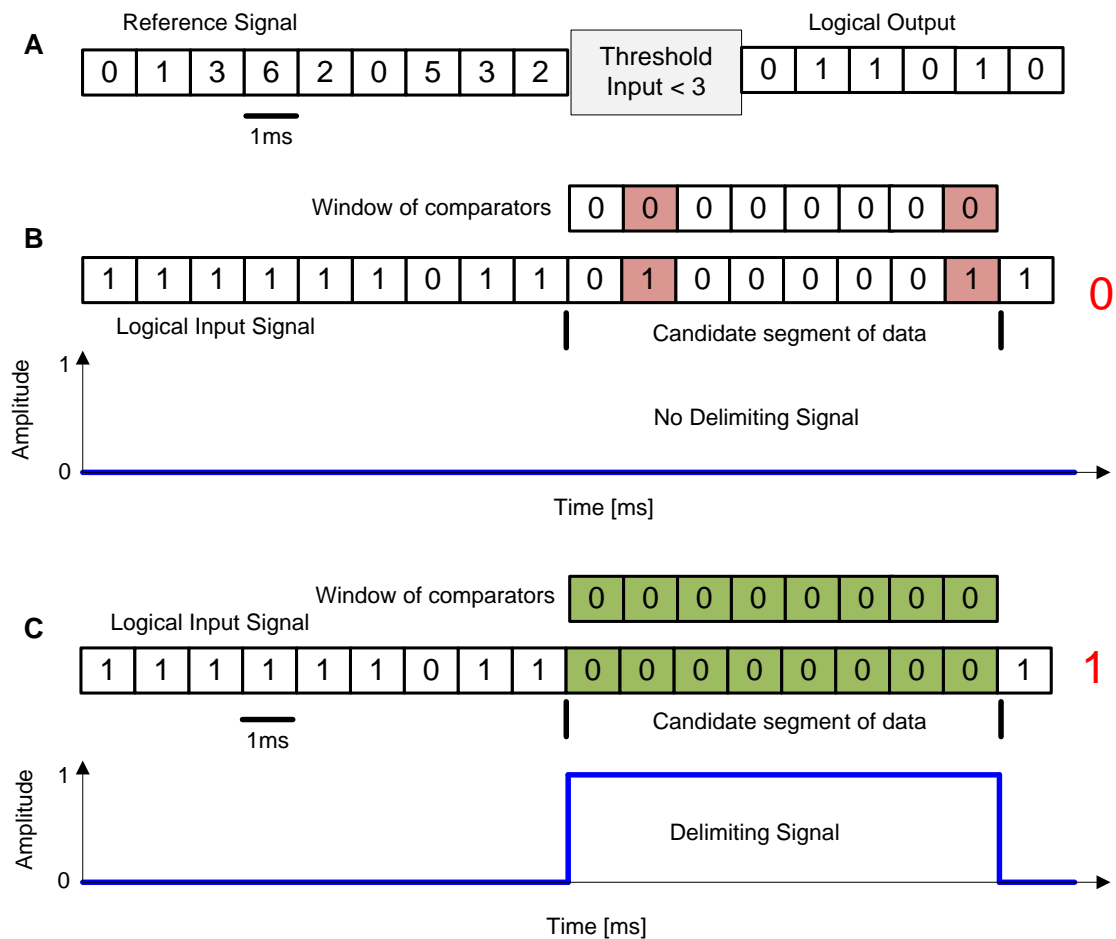 Reference Signal
Logical Output
A
0 1 3 6 2 0 5 3 2
Threshold
Input < 3
0 1 1 0 1 0
1ms
Window of comparators
0 0 0 0 0 0 0 0
B
1 1 1 1 1 1 0 1 1 0 1 0 0 0 0 0 1 1
0
Logical Input Signal
Candidate segment of data
Amplitude
1
No Delimiting Signal
0
Time [ms]
Window of comparators
0 0 0 0 0 0 0 0
C
Logical Input Signal
1 1 1 1 1 1 0 1 1 0 0 0 0 0 0 0 0 1
1
1ms
Candidate segment of data
Amplitude
1
Delimiting Signal
0
Time [ms]